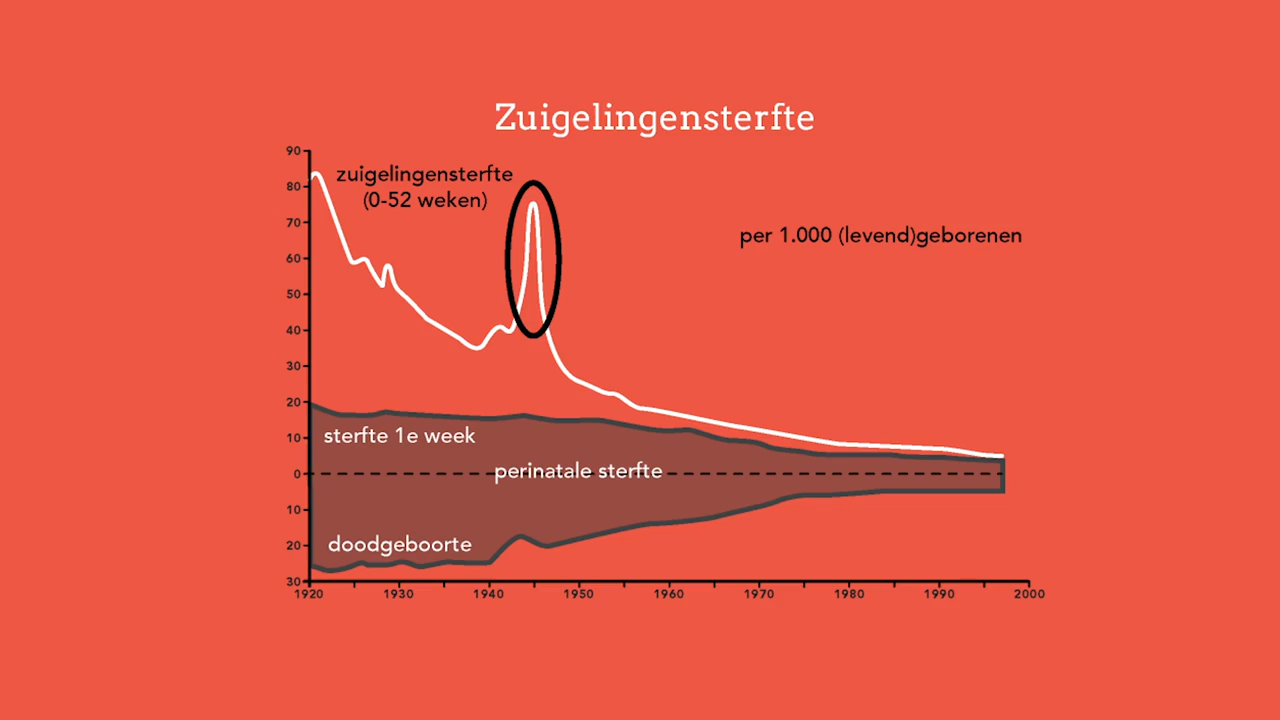 Zuigelingensterfte
90
zuigelingensterfte
(0-52 weken)
80
70
per 1.000 (levend)geborenen
60
50
40
30
20
sterfte 1e week
10
perinatale sterfte
0
10
doodgeboorte
20
30
1920 1930 1940 1950 1960 1970 1980 1990 2000